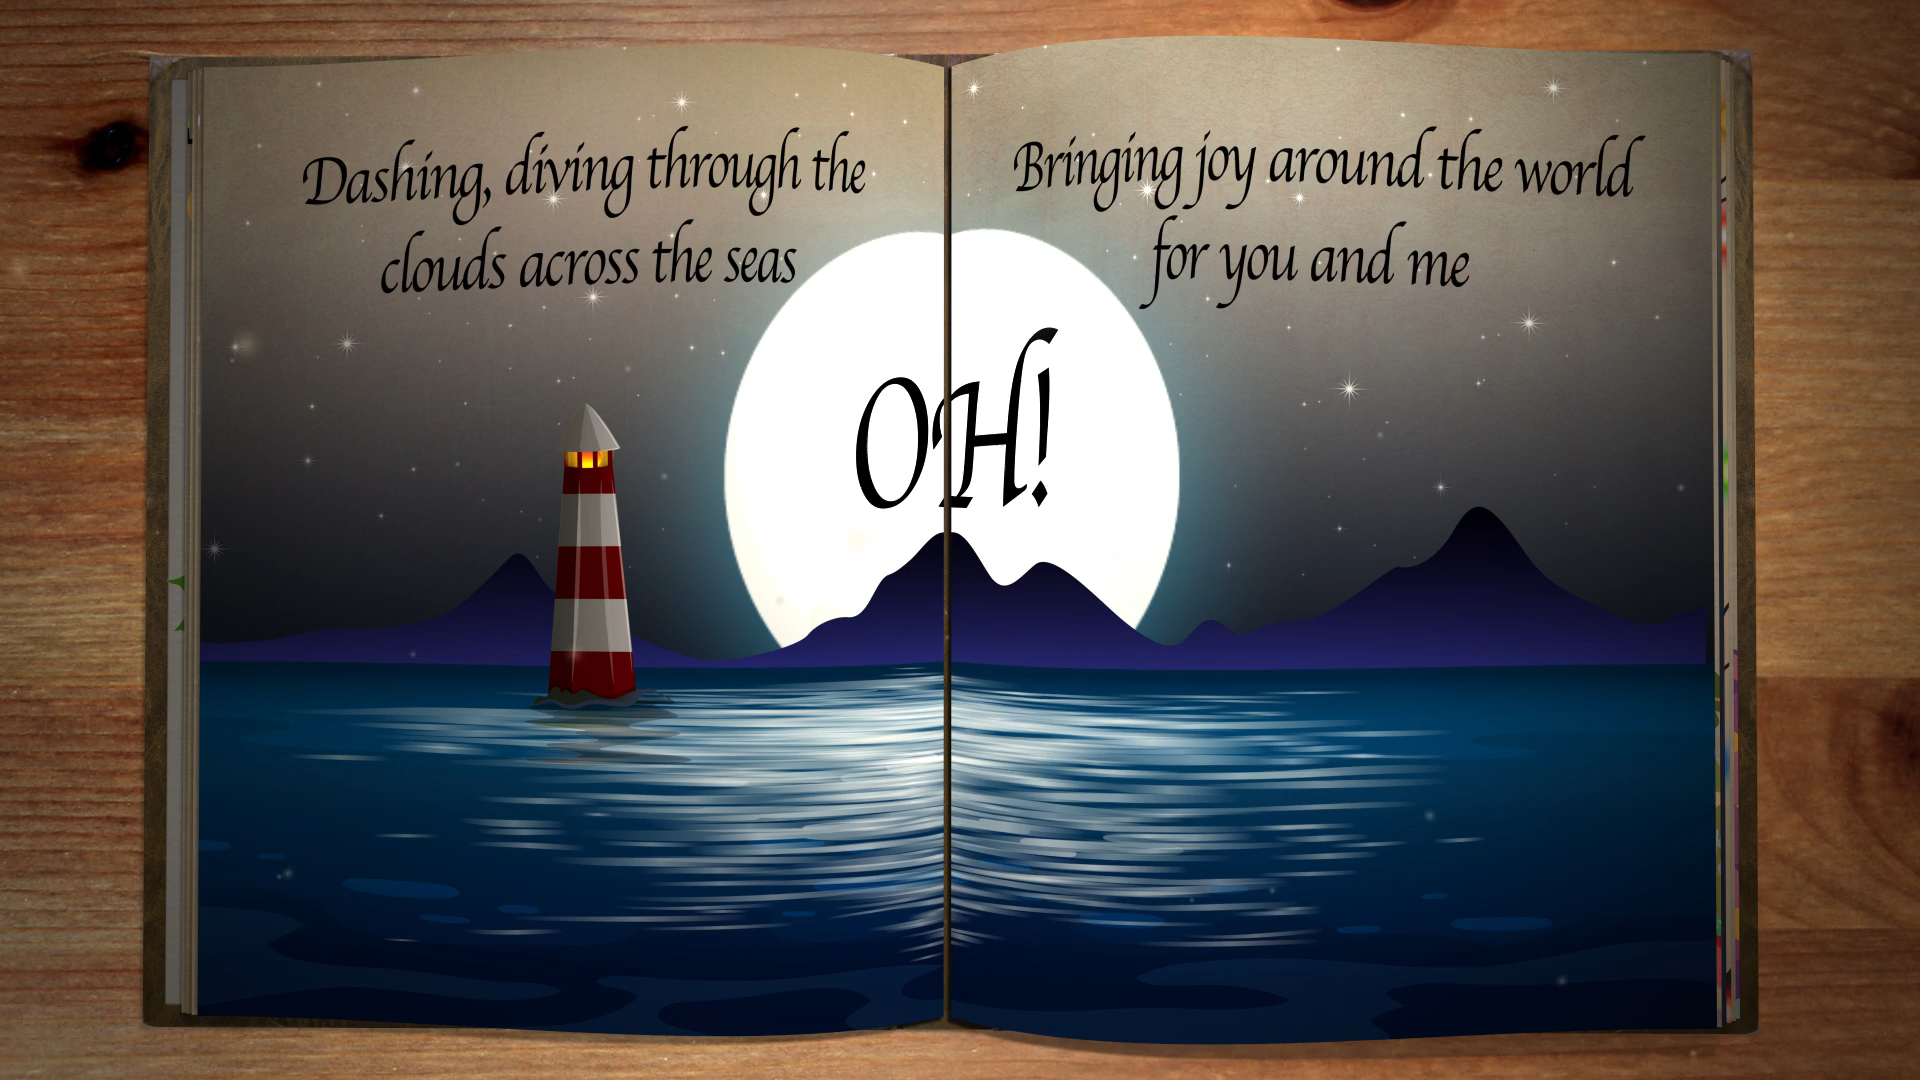 Dashing, diving through the
clouds across the seas
Bringing joy around the world
for you and me
OH!